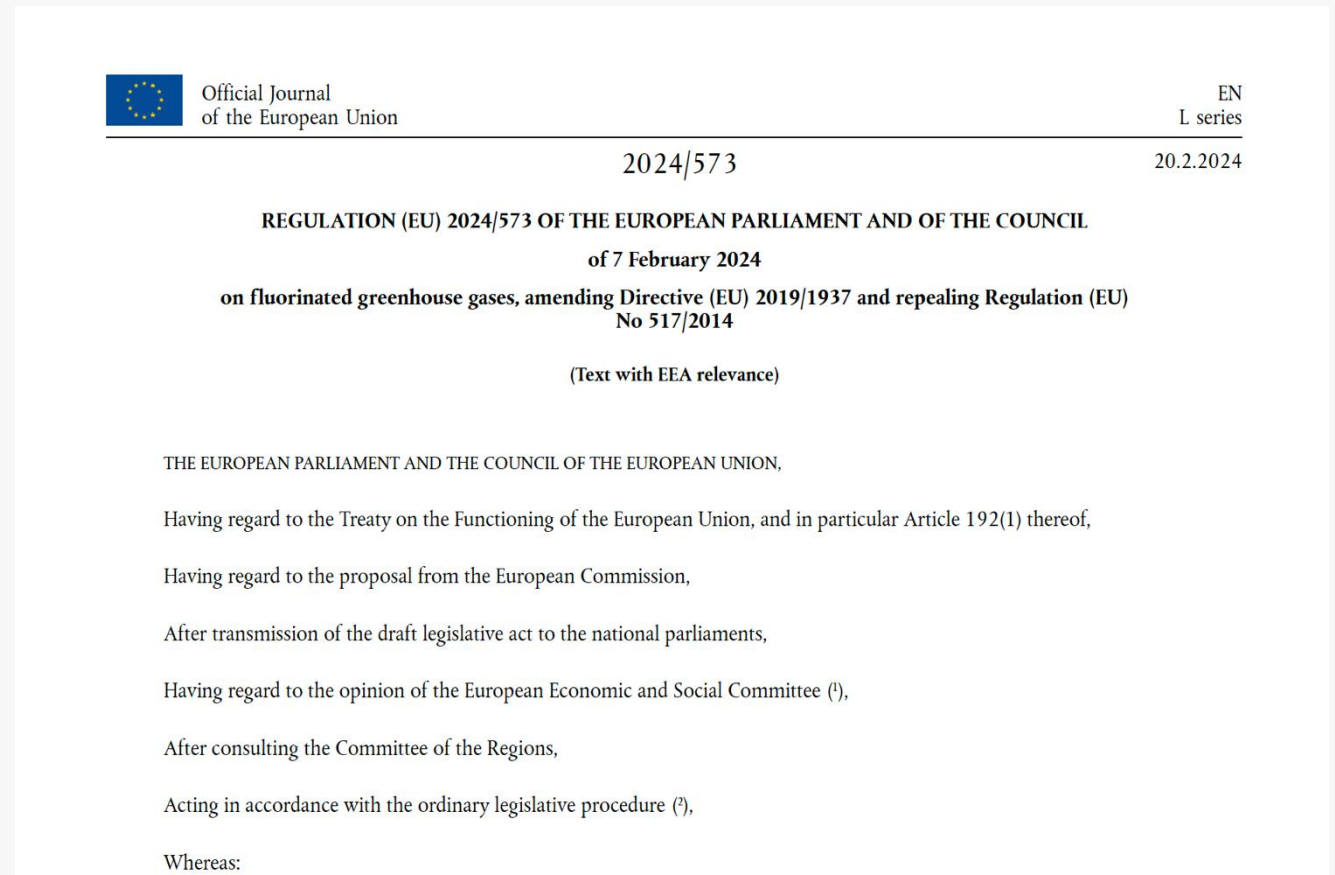 Official Journal
of the European Union
EN
L series
2024/573
20.2.2024
REGULATION (EU) 2024/573 OF THE EUROPEAN PARLIAMENT AND OF THE COUNCIL
of 7 February 2024
on fluorinated greenhouse gases, amending Directive (EU) 2019/1937 and repealing Regulation (EU)
No 517/2014
(Text with EEA relevance)
THE EUROPEAN PARLIAMENT AND THE COUNCIL OF THE EUROPEAN UNION,
Having regard to the Treaty on the Functioning of the European Union, and in particular Article 192(1) thereof,
Having regard to the proposal from the European Commission,
After transmission of the draft legislative act to the national parliaments,
Having regard to the opinion of the European Economic and Social Committee (¹),
After consulting the Committee of the Regions,
Acting in accordance with the ordinary legislative procedure (²),
Whereas: